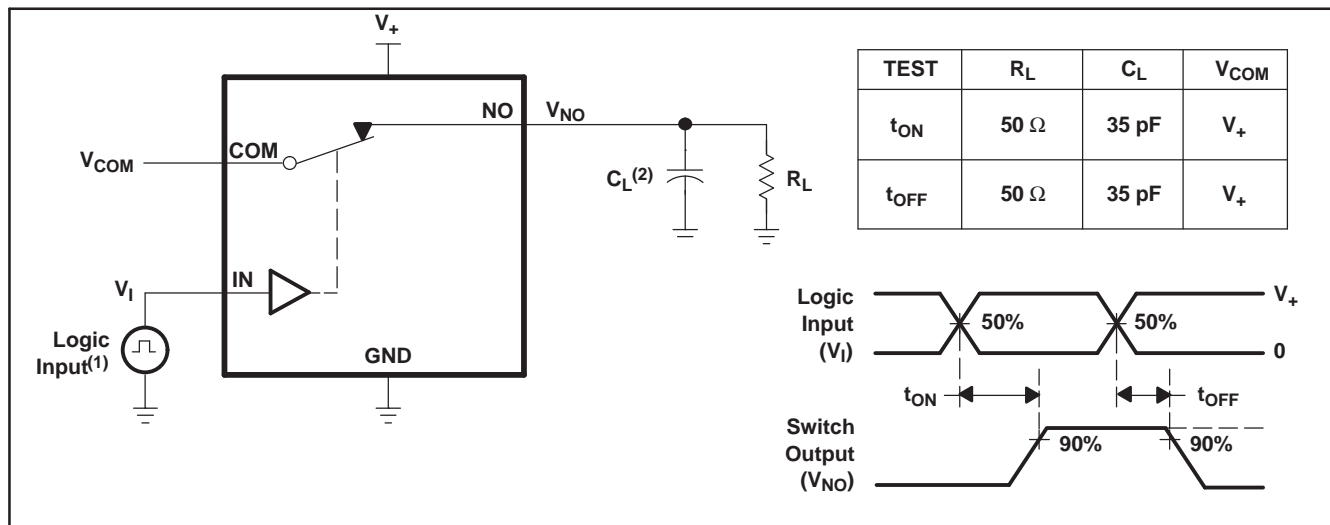 V+
NO
VNO
COM
VCOM
CL(2)
RL
IN
VI
Logic
Input(1)
GND
TEST RL CL VCOM
tON 50 Ω 35 pF V+
tOFF 50 Ω 35 pF V+
Logic
Input
(VI)
50%
50%
V+
0
tON
tOFF
Switch
Output
(VNO)
90%
90%